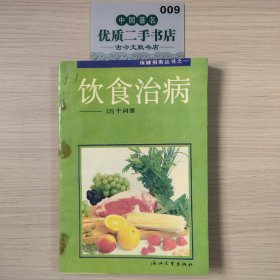 中国著名
009
优质二手书店
古今文献书店
保健指南丛书之一
饮食治病
175个问答
浙江大学出版社